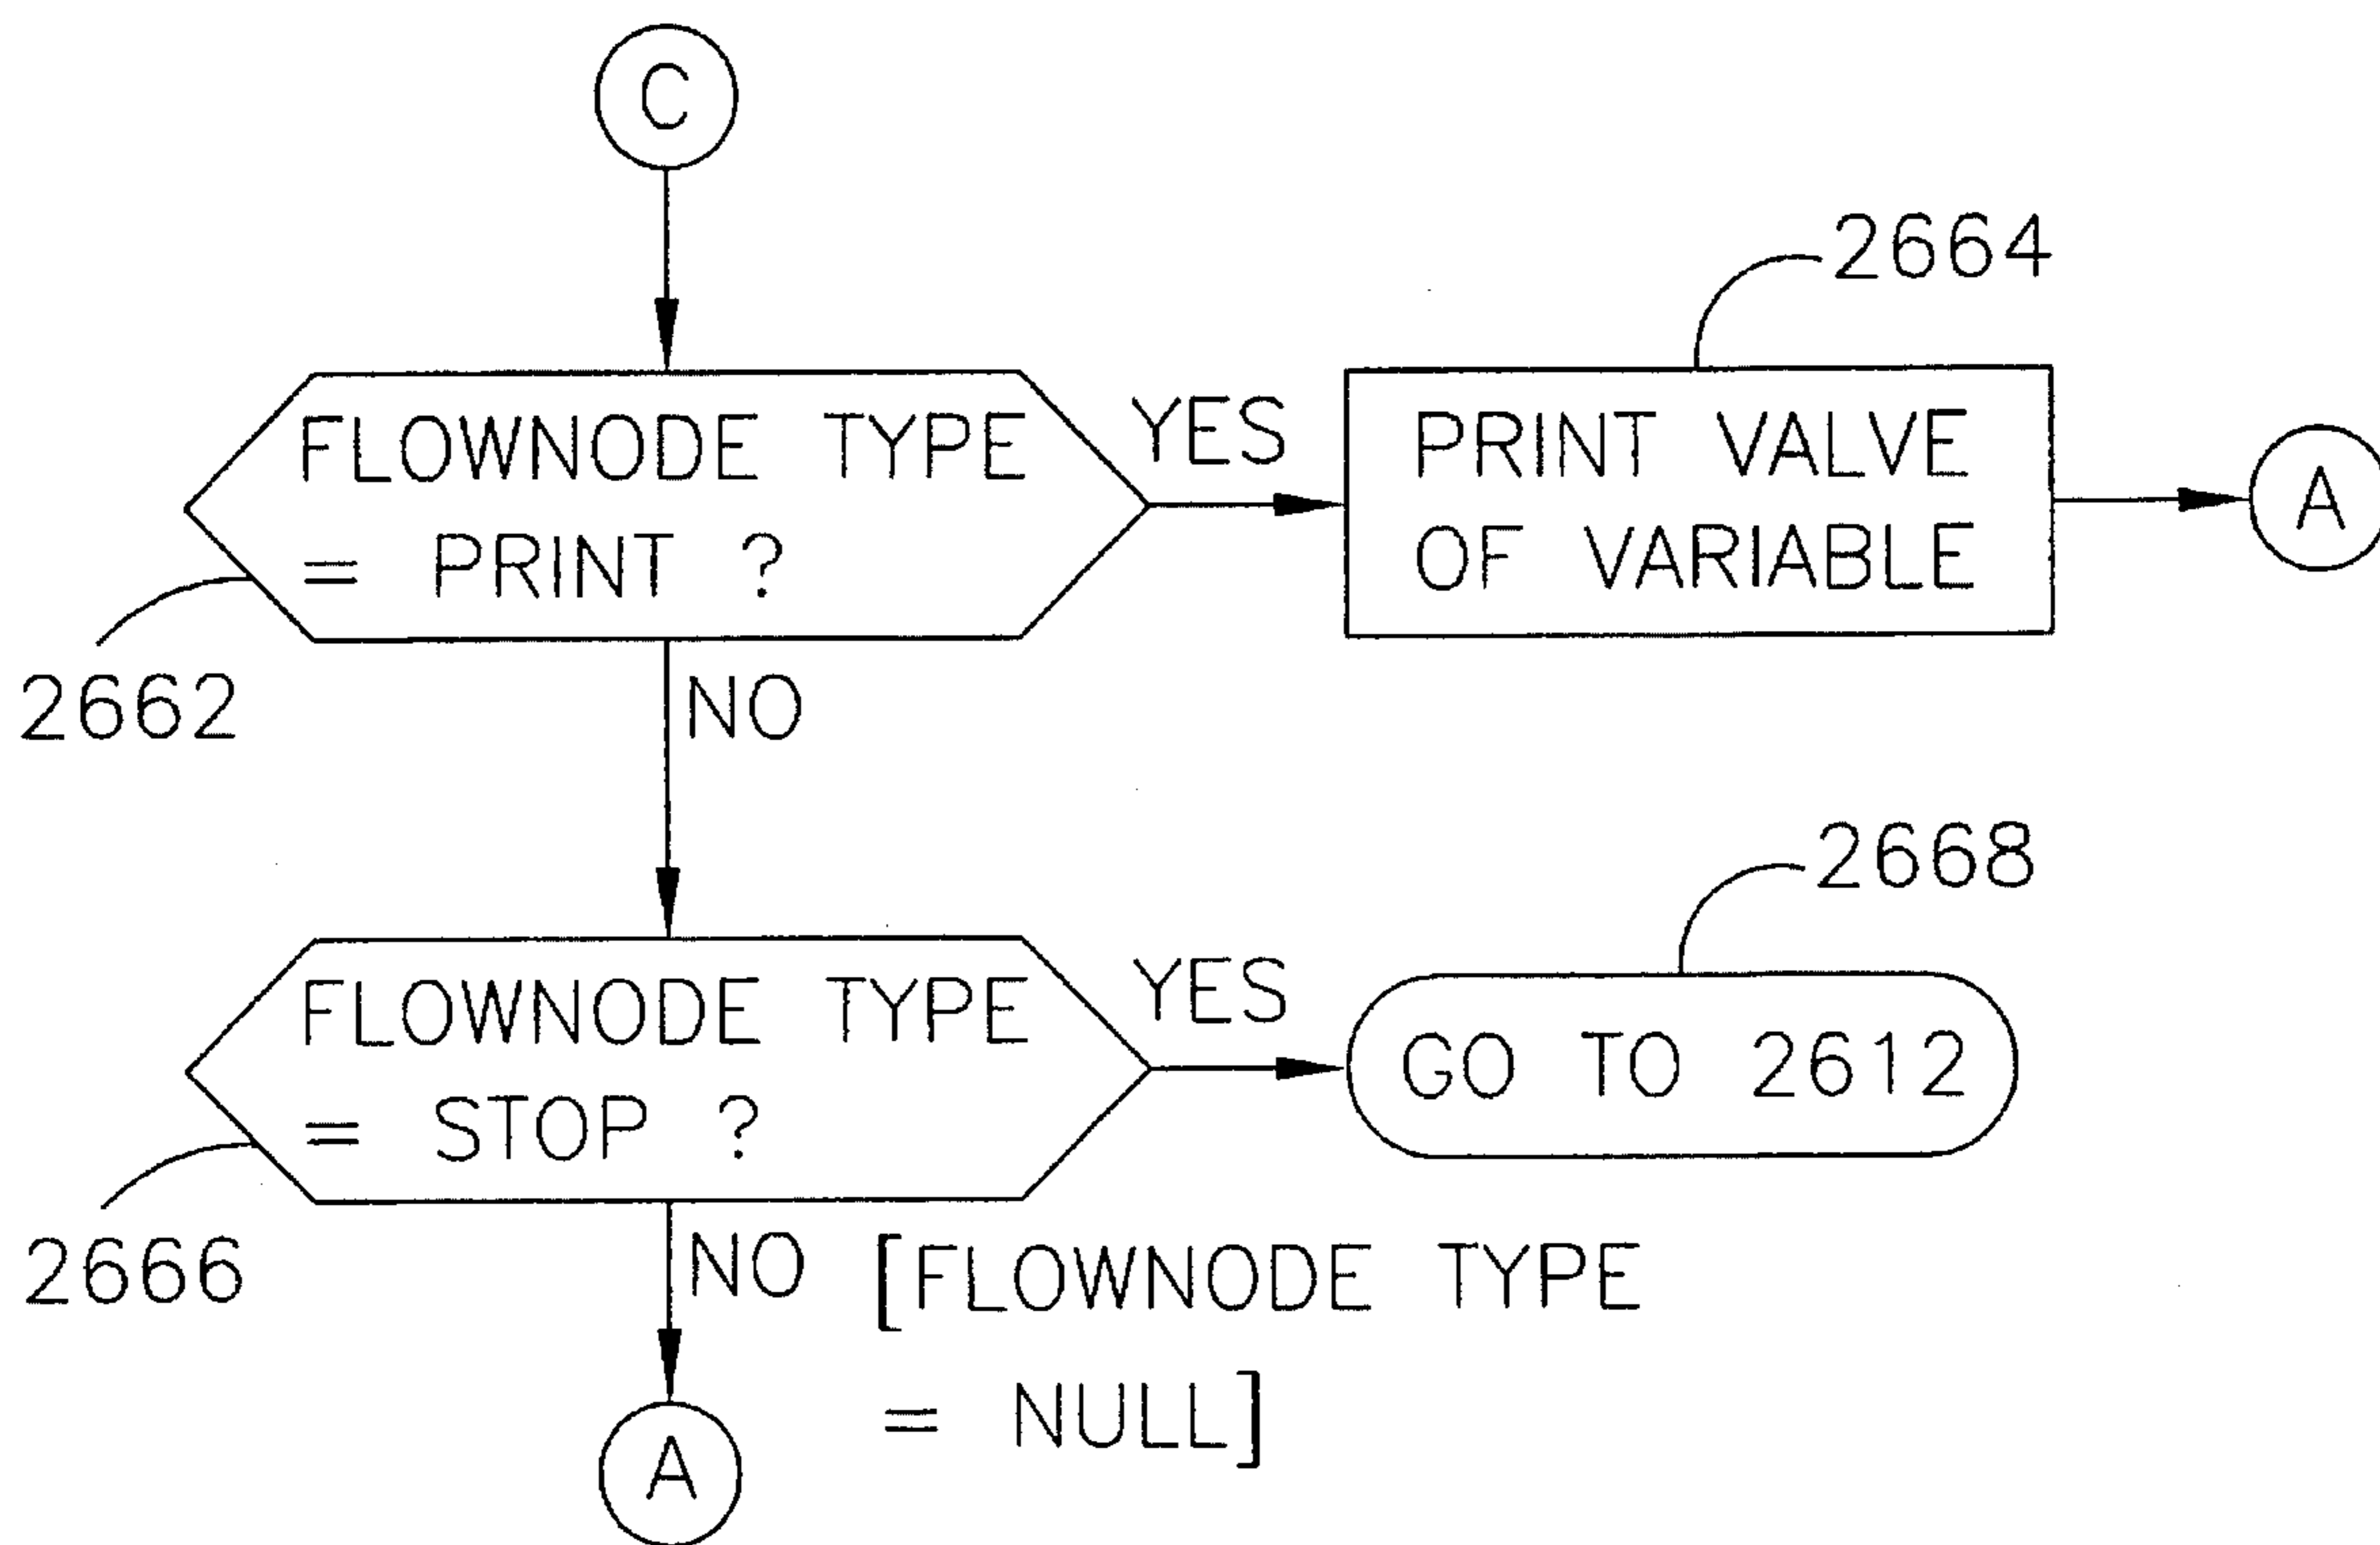 C
2664
FLOWNODE TYPE
= PRINT ?
YES
PRINT VALVE
OF VARIABLE
A
2662
NO
2668
FLOWNODE TYPE
= STOP ?
YES
GO TO 2612
2666
NO [FLOWNODE TYPE
= NULL]
A